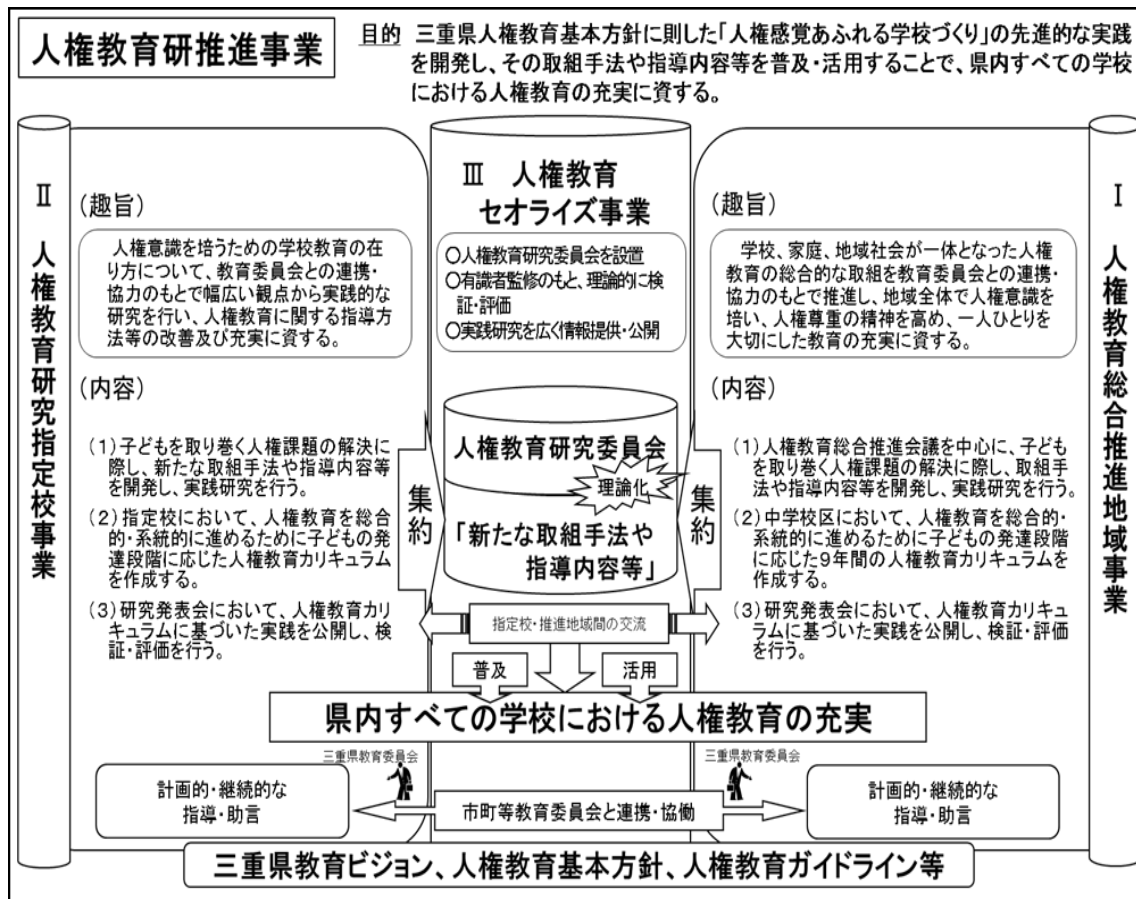 人権教育研推進事業
目的 三重県人権教育基本方針に則した「人権感覚あふれる学校づくり」の先進的な実践
を開発し、その取組手法や指導内容等を普及・活用することで、県内すべての学校
における人権教育の充実に資する。
Ⅱ 人権教育研究指定校事業
(趣旨)
人権意識を培うための学校教育の在
り方について、教育委員会との連携・
協力のもとで幅広い観点から実践的な
研究を行い、人権教育に関する指導方
法等の改善及び充実に資する。
(内容)
(1)子どもを取り巻く人権課題の解決に
際し、新たな取組手法や指導内容等
を開発し、実践研究を行う。
(2)指定校において、人権教育を総合
的・系統的に進めるために子どもの発
達段階に応じた人権教育カリキュラム
を作成する。
(3)研究発表会において、人権教育カリ
キュラムに基づいた実践を公開し、検
証・評価を行う。
集約
Ⅲ 人権教育
セオライズ事業
○人権教育研究委員会を設置
○有識者監修のもと、理論的に検
証・評価
○実践研究を広く情報提供・公開
人権教育研究委員会
理論化
「新たな取組手法や
指導内容等」
集約
Ⅰ 人権教育総合推進地域事業
(趣旨)
学校、家庭、地域社会が一体となった人権
教育の総合的な取組を教育委員会との連携・
協力のもとで推進し、地域全体で人権意識を
培い、人権尊重の精神を高め、一人ひとりを
大切にした教育の充実に資する。
(内容)
(1)人権教育総合推進会議を中心に、子ども
を取り巻く人権課題の解決に際し、取組手
法や指導内容等を開発し、実践研究を行う。
(2)中学校区において、人権教育を総合的・
系統的に進めるために子どもの発達段階
に応じた9年間の人権教育カリキュラムを
作成する。
(3)研究発表会において、人権教育カリキュ
ラムに基づいた実践を公開し、検証・評価
を行う。
指定校・推進地域間の交流
普及
活用
県内すべての学校における人権教育の充実
三重県教育委員会
三重県教育委員会
計画的・継続的な
指導・助言
市町等教育委員会と連携・協働
計画的・継続的な
指導・助言
三重県教育ビジョン、人権教育基本方針、人権教育ガイドライン等